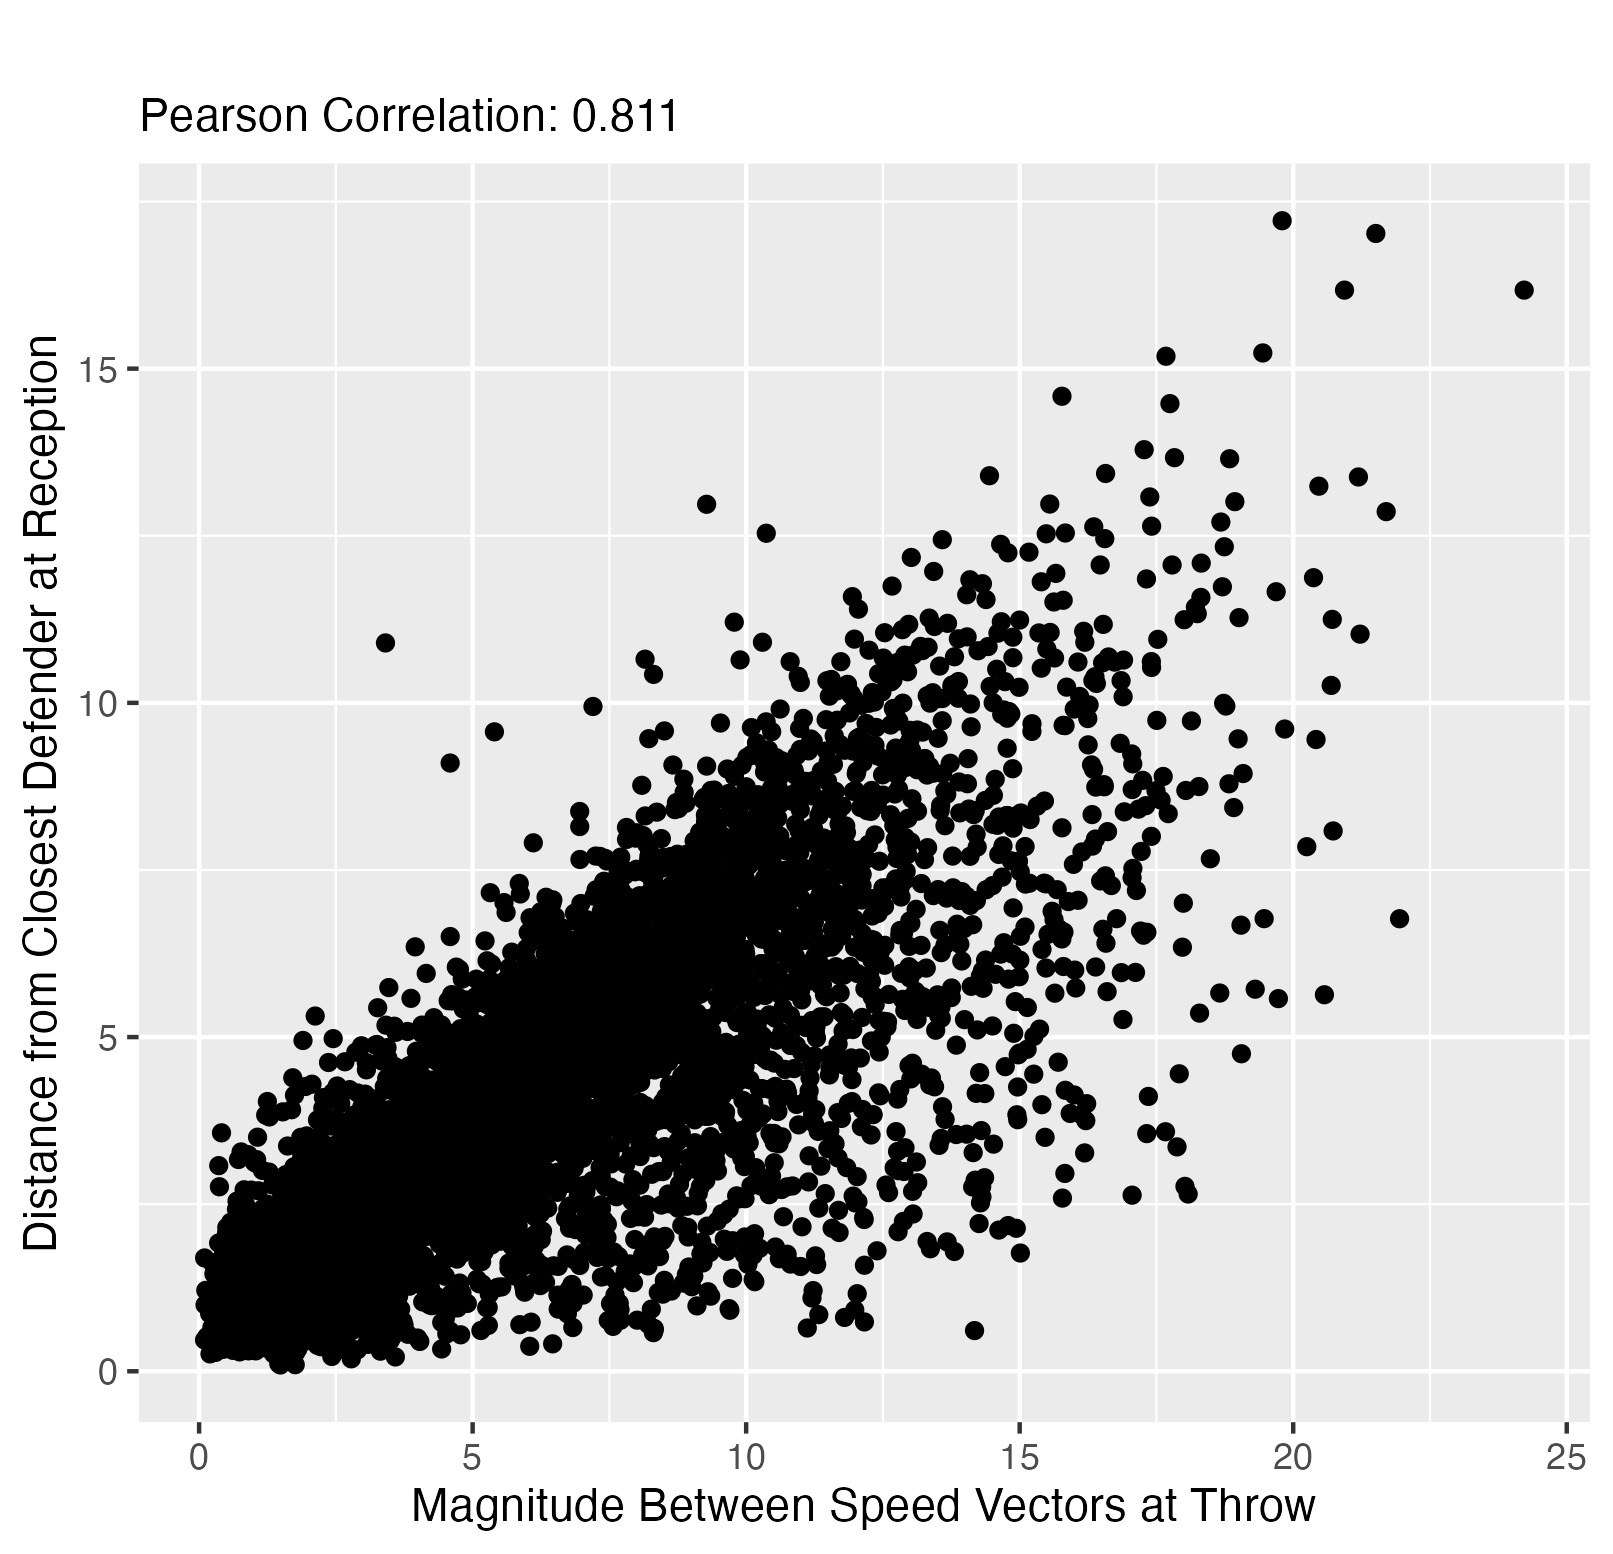 Pearson Correlation: 0.811
Distance from Closest Defender at Reception
15
10
5
0
0 5 10 15 20 25
Magnitude Between Speed Vectors at Throw